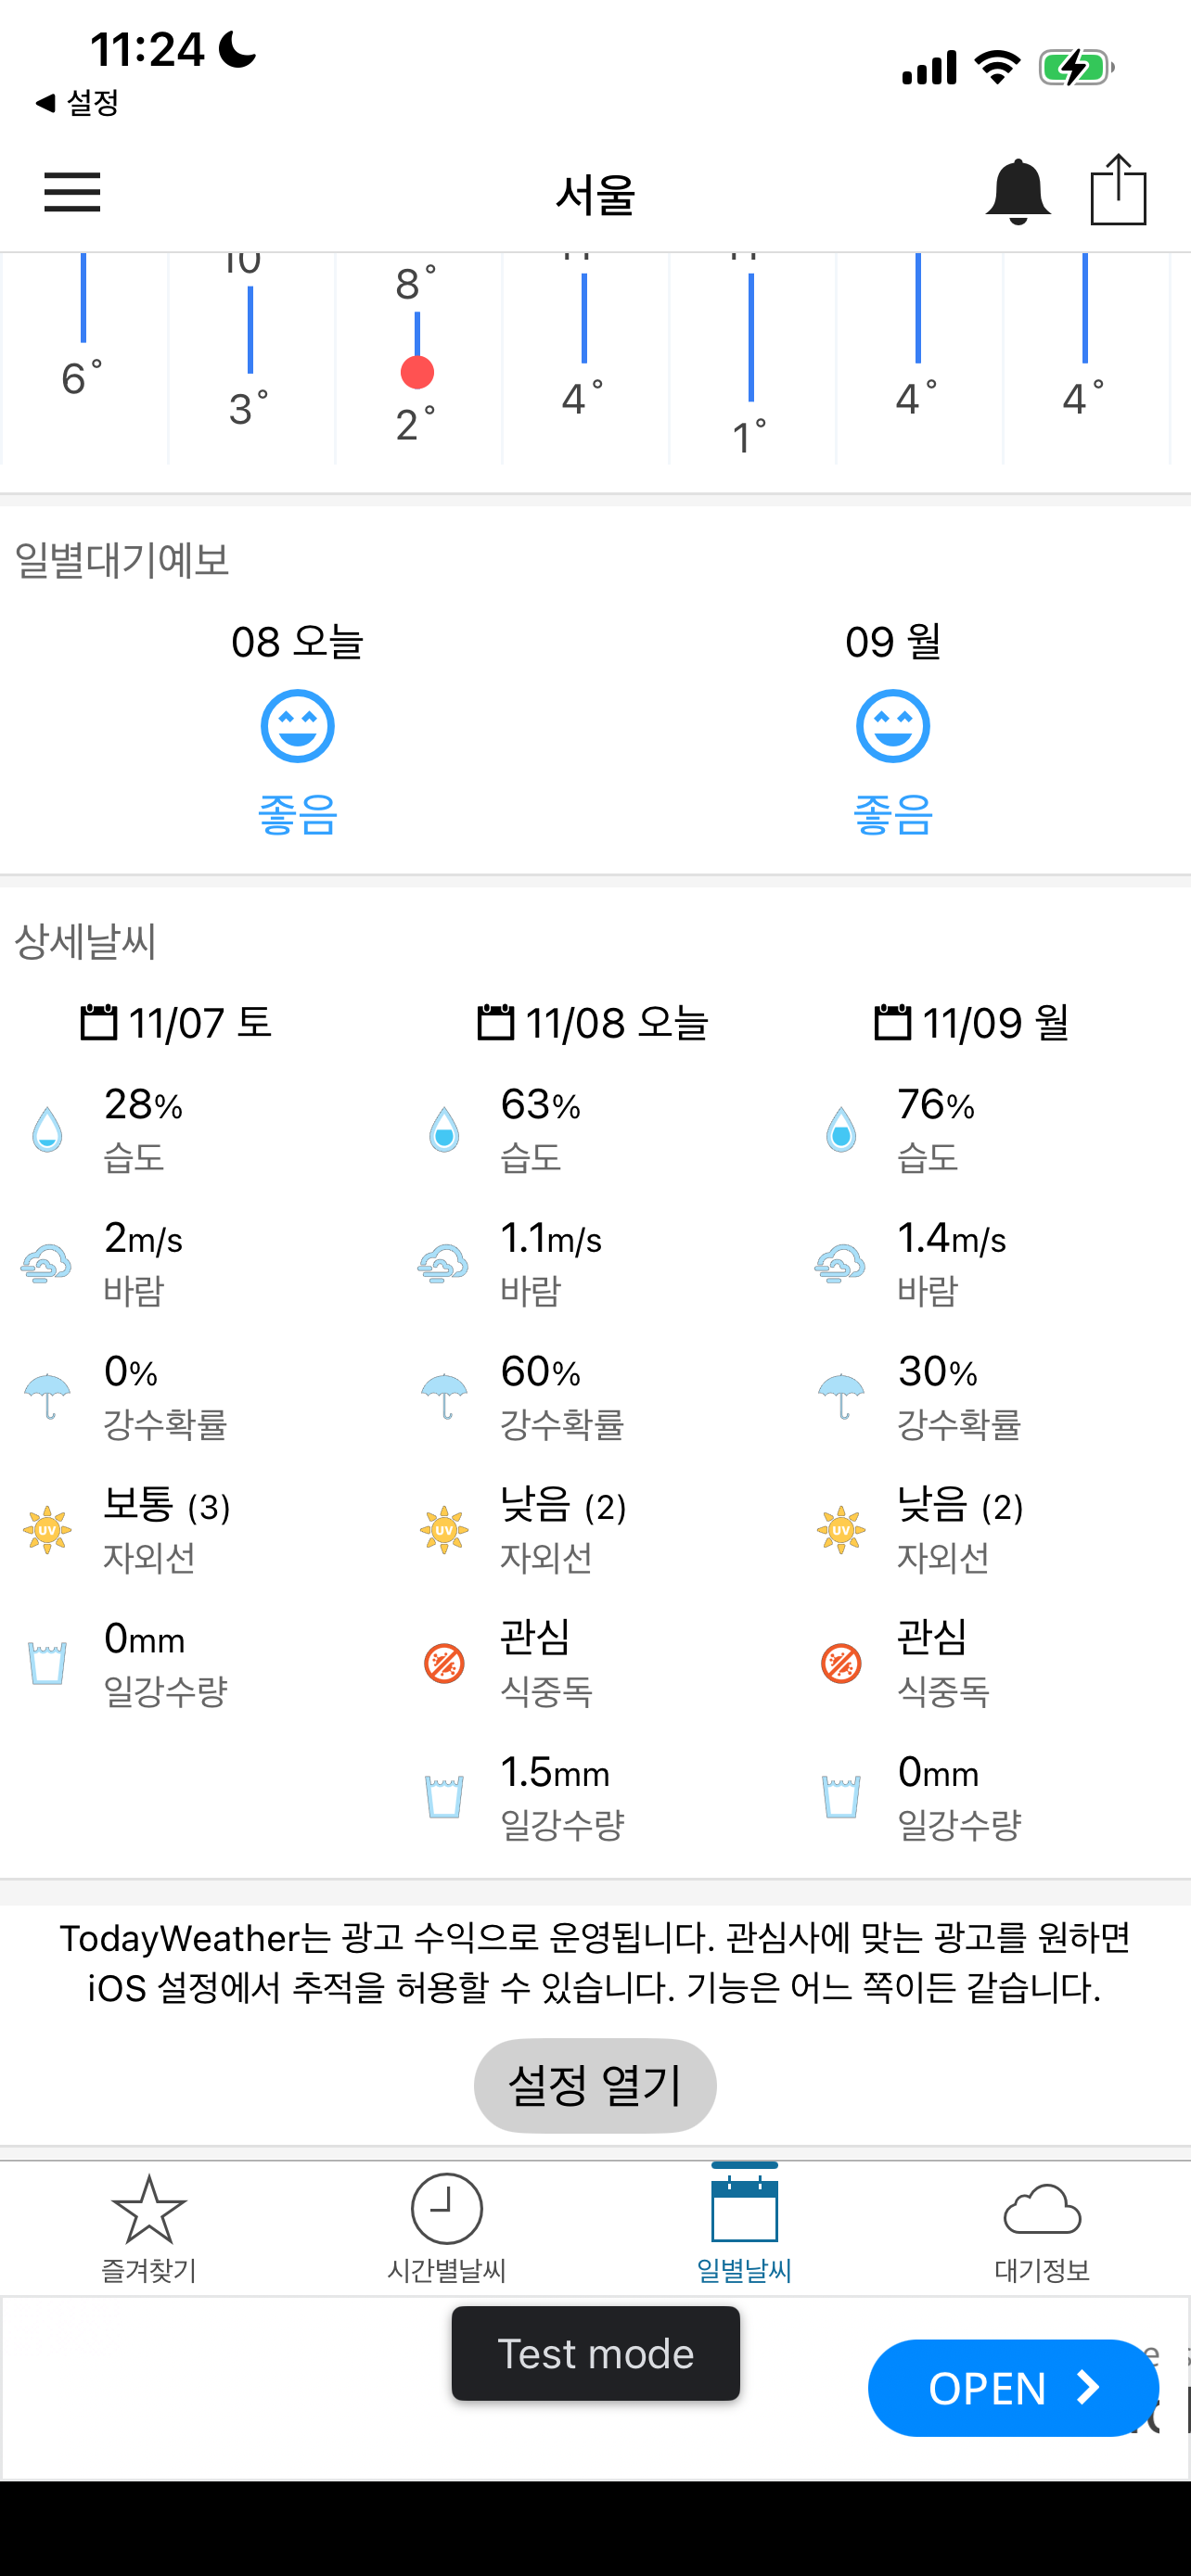 11:24
◀ 설정
서울
10
8°
6°
3°
2°
4°
1°
4°
4°
일별대기예보
08 오늘
09 월
좋음
좋음
상세날씨
11/07 토
11/08 오늘
11/09 월
28%
습도
63%
습도
76%
습도
2m/s
바람
1.1m/s
바람
1.4m/s
바람
0%
강수확률
60%
강수확률
30%
강수확률
UV
보통 (3)
자외선
UV
낮음 (2)
자외선
UV
낮음 (2)
자외선
0mm
일강수량
관심
식중독
관심
식중독
1.5mm
일강수량
0mm
일강수량
TodayWeather는 광고 수익으로 운영됩니다. 관심사에 맞는 광고를 원하면
iOS 설정에서 추적을 허용할 수 있습니다. 기능은 어느 쪽이든 같습니다.
설정 열기
즐겨찾기
시간별날씨
일별날씨
대기정보
Test mode
OPEN